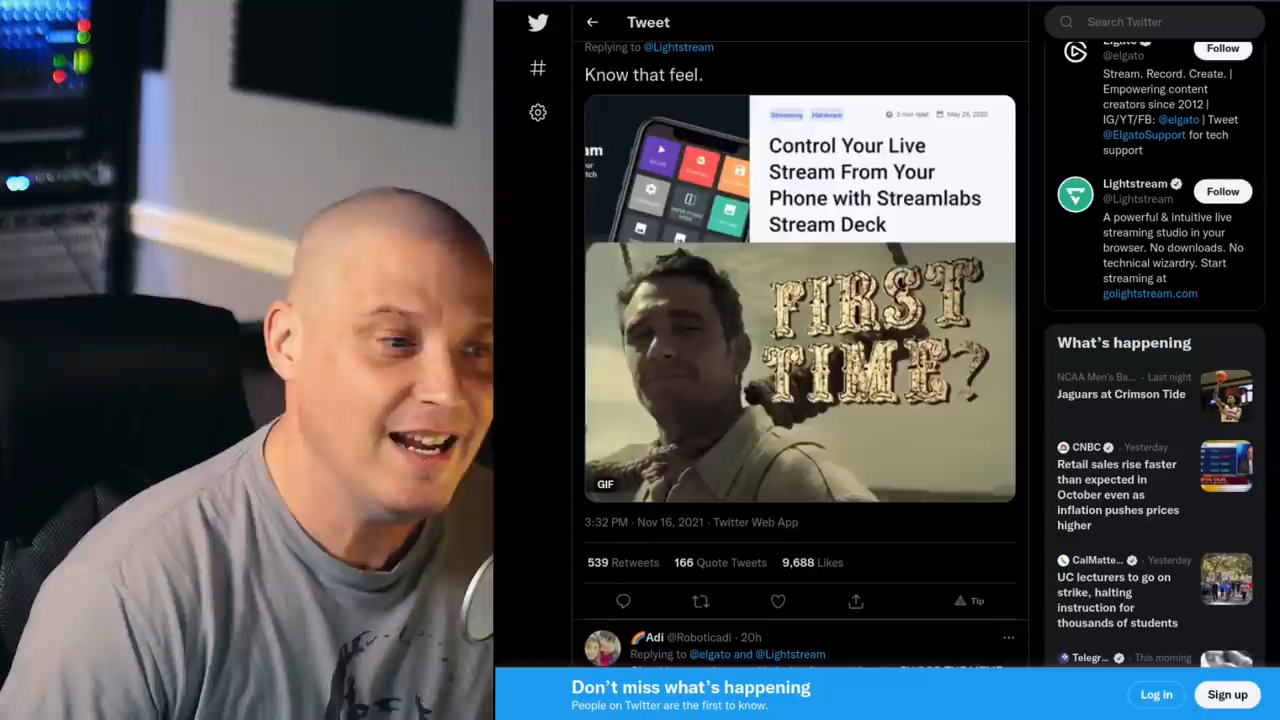 Tweet
Replying to @Lightstream
Know that feel.
Streaming Hardware 3 min read May 26, 2020
Control Your Live
Stream From Your
Phone with Streamlabs
Stream Deck
FIRST
TIME?
GIF
3:32 PM · Nov 16, 2021 · Twitter Web App
539 Retweets 166 Quote Tweets 9,688 Likes
Tip
🌈Adi @Roboticadi · 20h
Replying to @elgato and @Lightstream
Search Twitter
Elgato
@elgato
Follow
Stream. Record. Create. |
Empowering content
creators since 2012 |
IG/YT/FB: @elgato | Tweet
@ElgatoSupport for tech
support
Lightstream
@Lightstream
Follow
A powerful & intuitive live
streaming studio in your
browser. No downloads. No
technical wizardry. Start
streaming at
golightstream.com
What's happening
NCAA Men's Ba... · Last night
Jaguars at Crimson Tide
CNBC · Yesterday
Retail sales rise faster
than expected in
October even as
inflation pushes prices
higher
CalMatte... · Yesterday
UC lecturers to go on
strike, halting
instruction for
thousands of students
Telegr... · This morning
Don't miss what's happening
People on Twitter are the first to know.
Log in
Sign up